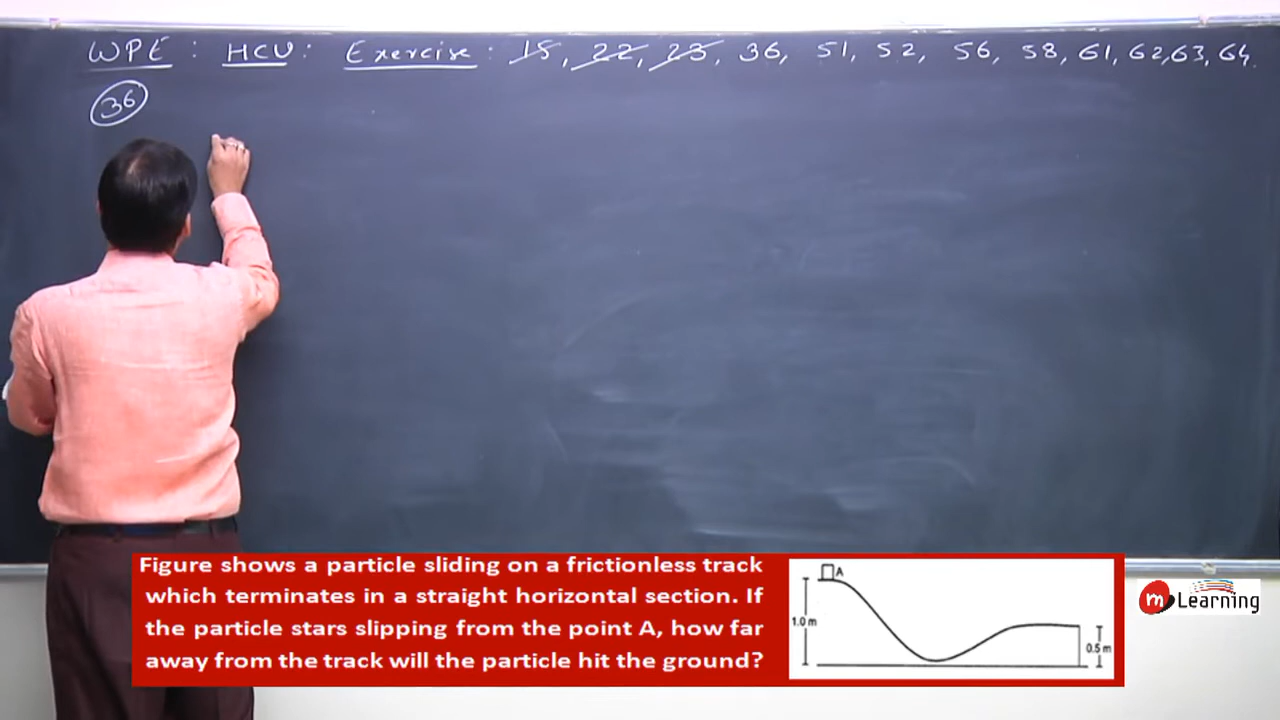 WPE : HCV : Exercise : 15, 22, 23, 36, 51, 52, 56, 58, 61, 62, 63, 64.
36
Figure shows a particle sliding on a frictionless track
which terminates in a straight horizontal section. If
the particle stars slipping from the point A, how far
away from the track will the particle hit the ground?
A
1.0 m
0.5 m
m Learning